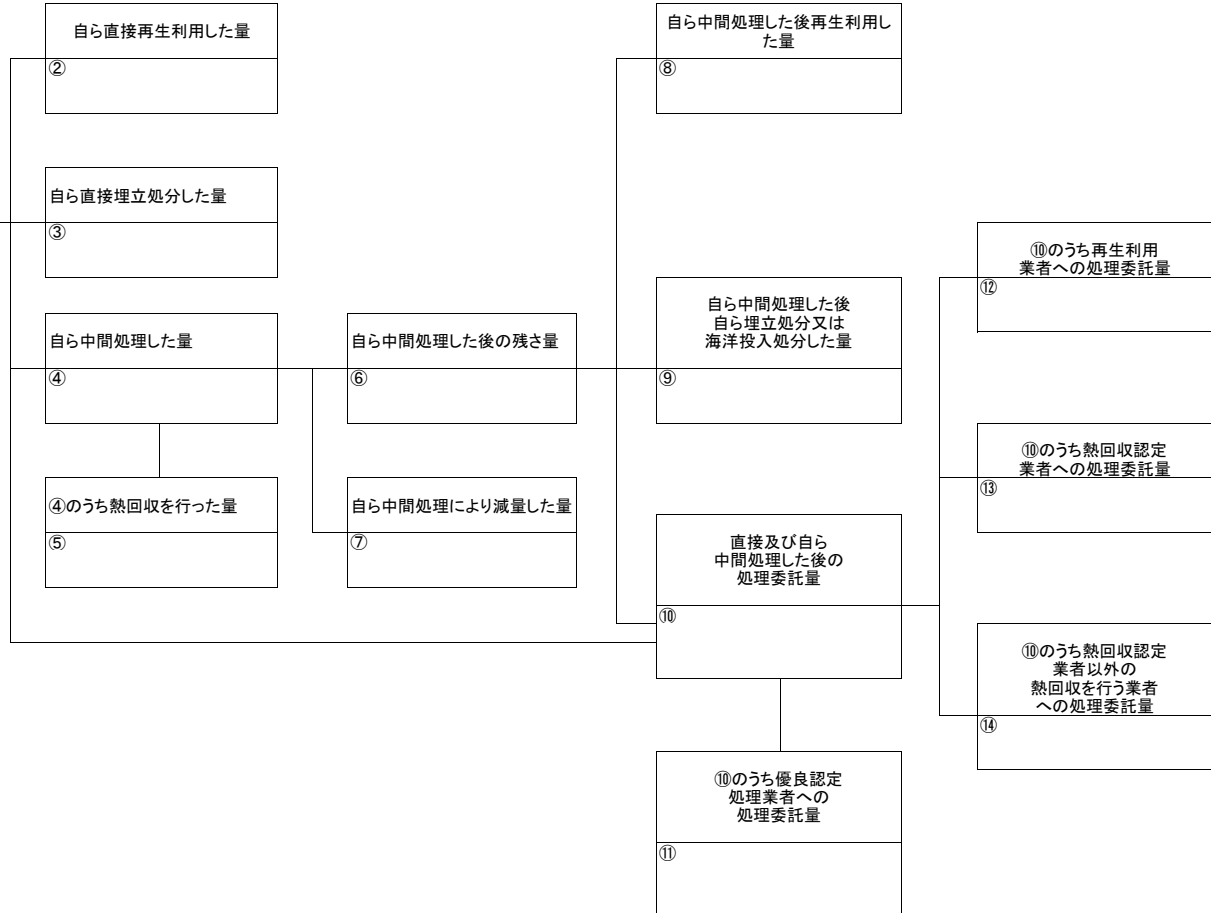 自ら直接再生利用した量
②
自ら直接埋立処分した量
③
自ら中間処理した量
④
④のうち熱回収を行った量
⑤
自ら中間処理した後の残さ量
⑥
自ら中間処理により減量した量
⑦
自ら中間処理した後再生利用し
た量
⑧
自ら中間処理した後
自ら埋立処分又は
海洋投入処分した量
⑨
直接及び自ら
中間処理した後の
処理委託量
⑩
⑩のうち優良認定
処理業者への
処理委託量
⑪
⑩のうち再生利用
業者への処理委託量
⑫
⑩のうち熱回収認定
業者への処理委託量
⑬
⑩のうち熱回収認定
業者以外の
熱回収を行う業者
への処理委託量
⑭